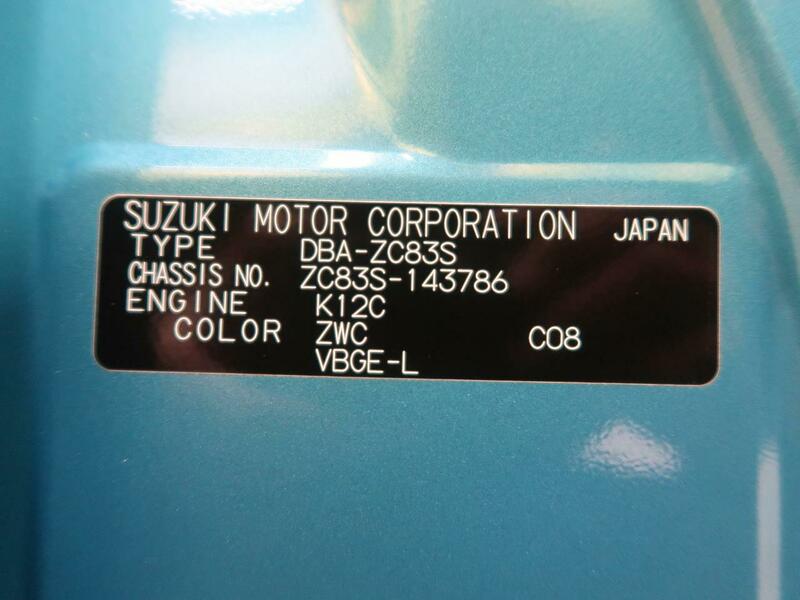 SUZUKI MOTOR CORPORATION JAPAN
TYPE DBA-ZC83S
CHASSIS NO. ZC83S-143786
ENGINE K12C
COLOR ZWC C08
VBGE-L